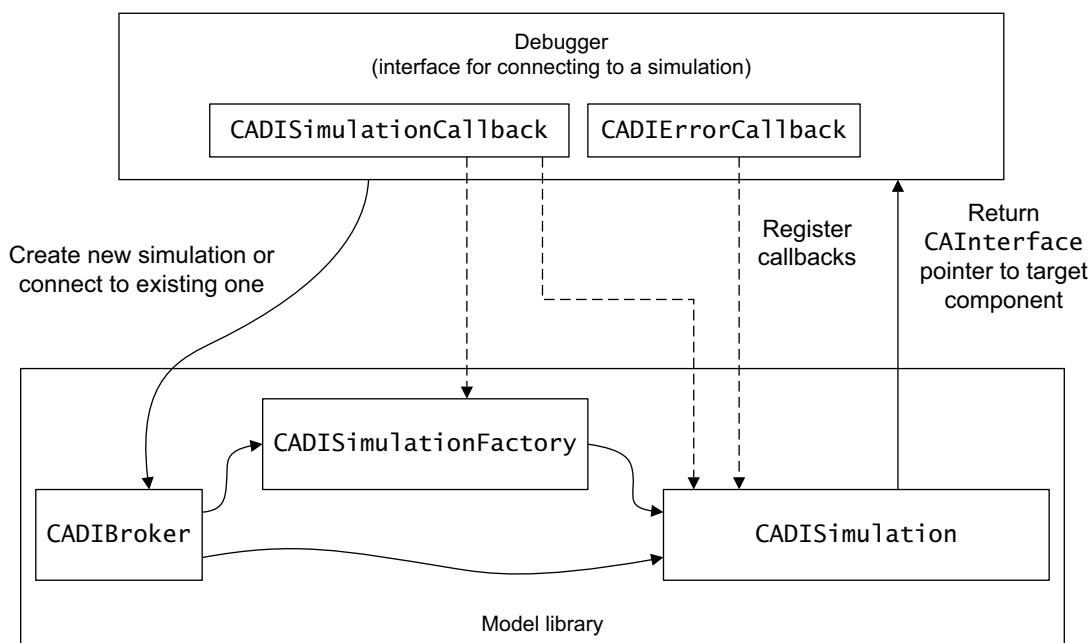 Debugger
(interface for connecting to a simulation)
CADISimulationCallback
CADIErrorCallback
Create new simulation or
connect to existing one
Register
callbacks
Return
CAInterface
pointer to target
component
CADISimulationFactory
CADIBroker
CADISimulation
Model library